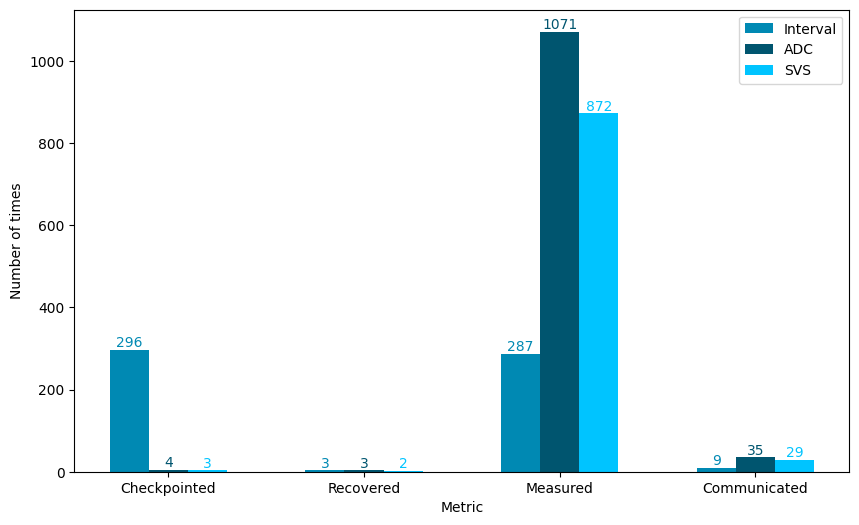 1071
Interval
ADC
SVS
1000
872
800
Number of times
600
400
296
287
200
4
3
3
3
2
9
35
29
0
Checkpointed
Recovered
Measured
Communicated
Metric